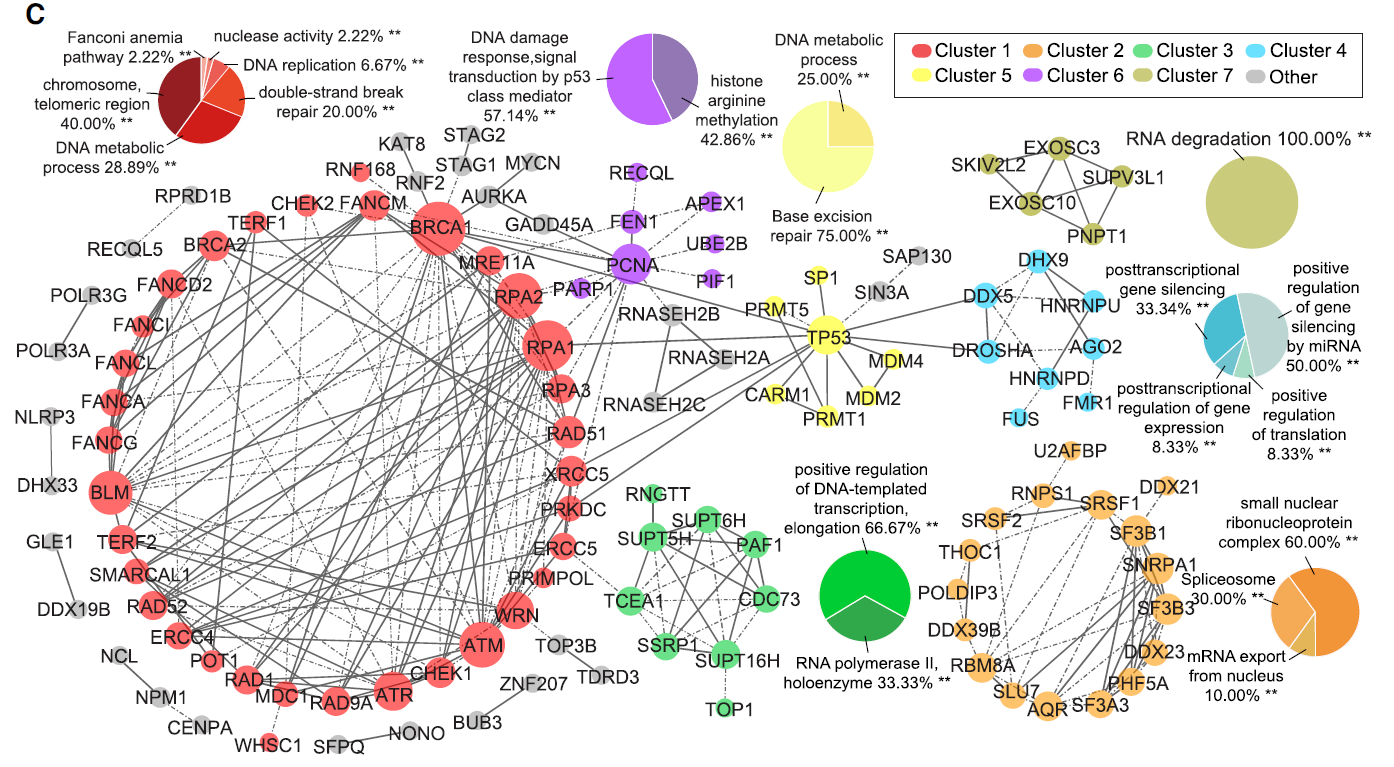 C
Fanconi anemia
pathway 2.22% **
nuclease activity 2.22% **
DNA replication 6.67% **
chromosome,
telomeric region
40.00% **
double-strand break
repair 20.00% **
DNA metabolic
process 28.89% **
DNA damage
response,signal
transduction by p53
class mediator
57.14% **
histone
arginine
methylation
42.86% **
DNA metabolic
process
25.00% **
Base excision
repair 75.00% **
Cluster 1
Cluster 2
Cluster 3
Cluster 4
Cluster 5
Cluster 6
Cluster 7
Other
RNA degradation 100.00% **
KAT8
STAG2
RNF168
STAG1
MYCN
RNF2
AURKA
RPRD1B
CHEK2
FANCM
GADD45A
TERF1
BRCA1
RECQL5
BRCA2
MRE11A
FANCD2
RPA2
POLR3G
FANCI
RPA1
POLR3A
FANCL
RPA3
FANCA
NLRP3
RAD51
FANCG
XRCC5
DHX33
BLM
PRKDC
GLE1
TERF2
ERCC5
SMARCAL1
PRIMPOL
DDX19B
RAD52
WRN
ERCC4
ATM
NCL
POT1
CHEK1
RAD1
NPM1
MDC1
RAD9A
ATR
CENPA
WHSC1
SFPQ
NONO
BUB3
ZNF207
TOP3B
TDRD3
RECQL
FEN1
APEX1
UBE2B
PCNA
PIF1
PARP1
RNASEH2B
RNASEH2A
RNASEH2C
SAP130
SP1
SIN3A
PRMT5
TP53
MDM4
CARM1
MDM2
PRMT1
EXOSC3
SKIV2L2
SUPV3L1
EXOSC10
PNPT1
DHX9
DDX5
HNRNPU
DROSHA
AGO2
HNRNPD
FMR1
FUS
posttranscriptional
gene silencing
33.34% **
positive
regulation
of gene
silencing
by miRNA
50.00% **
posttranscriptional
regulation of gene
expression
8.33% **
positive
regulation
of translation
8.33% **
RNGTT
SUPT6H
SUPT5H
PAF1
TCEA1
CDC73
SSRP1
SUPT16H
TOP1
positive regulation
of DNA-templated
transcription,
elongation 66.67% **
RNA polymerase II,
holoenzyme 33.33% **
U2AFBP
DDX21
RNPS1
SRSF1
SRSF2
SF3B1
THOC1
SNRPA1
POLDIP3
SF3B3
DDX39B
DDX23
RBM8A
PHF5A
SLU7
AQR
SF3A3
small nuclear
ribonucleoprotein
complex 60.00% **
Spliceosome
30.00% **
mRNA export
from nucleus
10.00% **